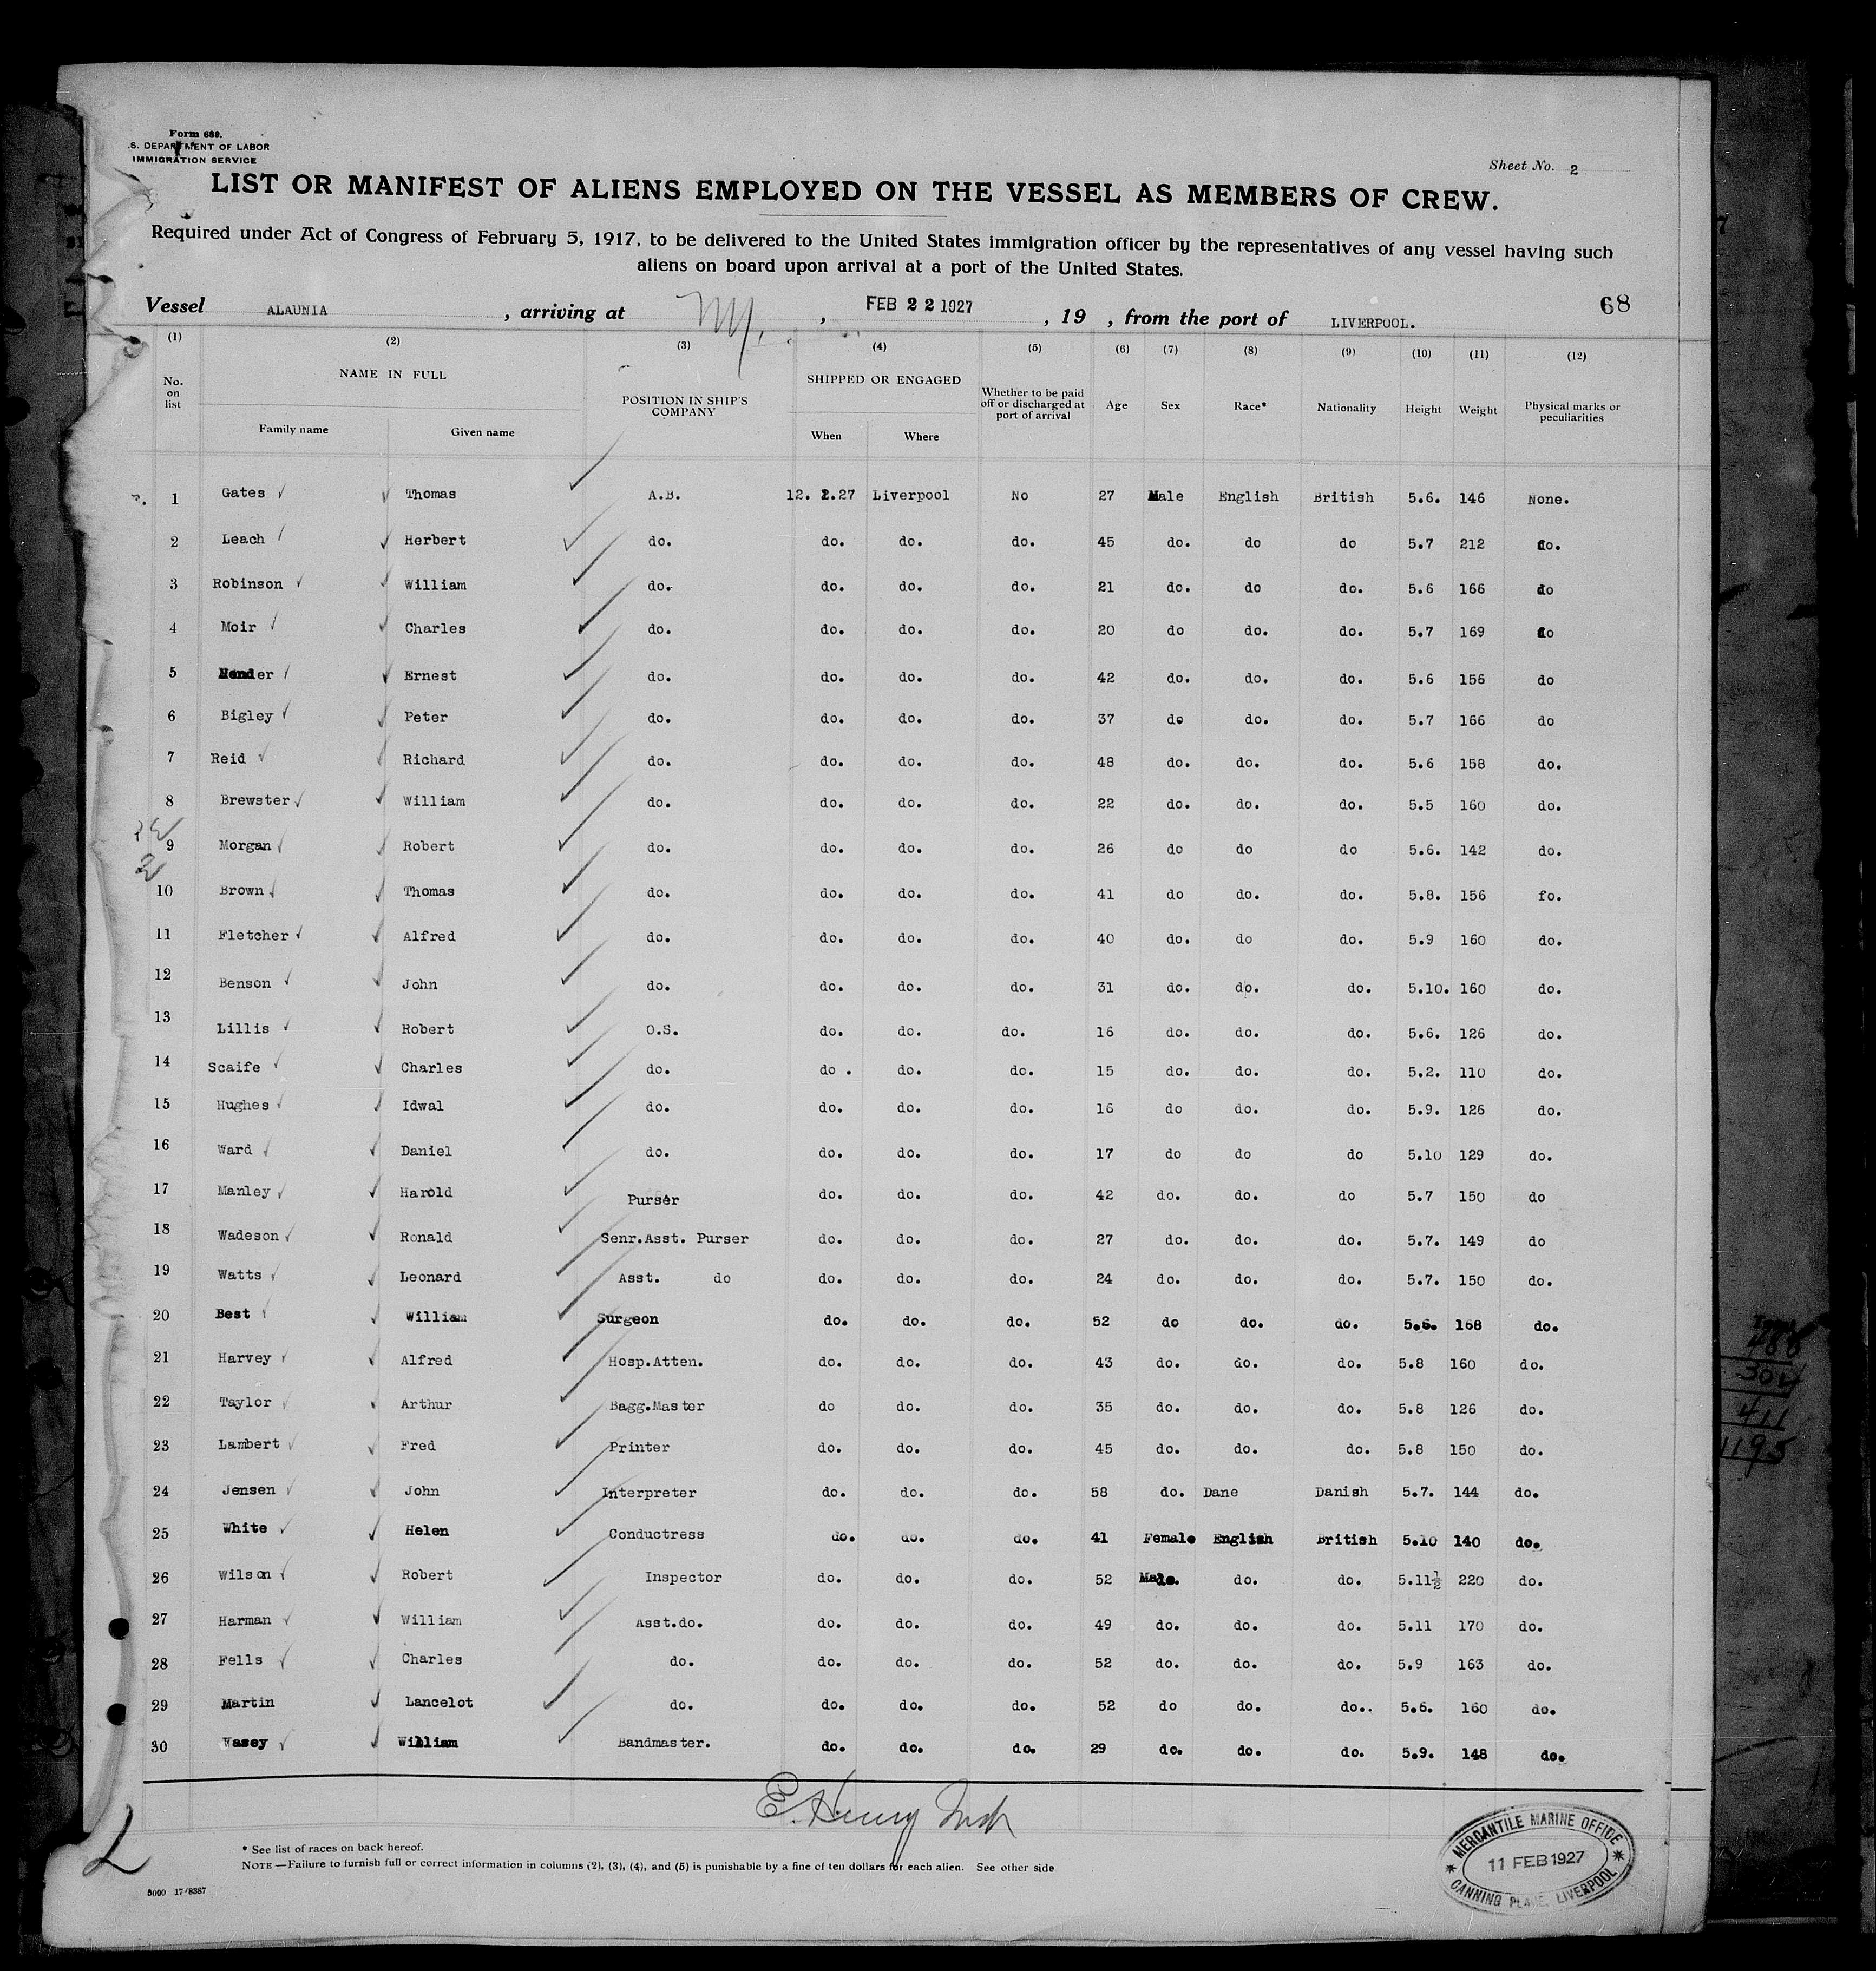 Form 689.
.S. DEPARTMENT OF LABOR
IMMIGRATION SERVICE
Sheet No. 2
LIST OR MANIFEST OF ALIENS EMPLOYED ON THE VESSEL AS MEMBERS OF CREW.
Required under Act of Congress of February 5, 1917, to be delivered to the United States immigration officer by the representatives of any vessel having such
aliens on board upon arrival at a port of the United States.
Vessel ALAUNIA , arriving at NY. , FEB 22 1927 , 19 , from the port of LIVERPOOL.
68
(1) (2) (3) (4) (5) (6) (7) (8) (9) (10) (11) (12)
No. on list NAME IN FULL Family name Given name POSITION IN SHIP'S COMPANY SHIPPED OR ENGAGED When Where Whether to be paid off or discharged at port of arrival Age Sex Race* Nationality Height Weight Physical marks or peculiarities
1 Gates Thomas A.B. 12. 2.27 Liverpool No 27 Male English British 5.6. 146 None.
2 Leach Herbert do. do. do. do. 45 do. do do 5.7 212 do.
3 Robinson William do. do. do. do. 21 do. do do. 5.6 166 do
4 Moir Charles do. do. do. do. 20 do do. do. 5.7 169 do
5 Ernest do. do. do. do. 42 do. do. do. 5.6 156 do
6 Bigley Peter do. do. do. do. 37 do do. do. 5.7 166 do
7 Reid Richard do. do. do. do. 48 do. do. do. 5.6 158 do.
8 Brewster William do. do. do. do. 22 do. do. do. 5.5 160 do.
9 Morgan Robert do. do. do. do. 26 do do do 5.6. 142 do.
10 Brown Thomas do. do. do. do. 41 do do. do. 5.8. 156 fo.
11 Fletcher Alfred do. do. do. do. 40 do. do do. 5.9 160 do.
12 Benson John do. do. do. do. 31 do. do. do. 5.10. 160 do.
13 Lillis Robert O.S. do. do. do. 16 do. do. do. 5.6. 126 do.
14 Scaife Charles do. do . do. do. 15 do. do. do. 5.2. 110 do.
15 Hughes Idwal do. do. do. do. 16 do do. do. 5.9. 126 do.
16 Ward Daniel do. do. do. do. 17 do do do 5.10 129 do.
17 Manley Harold Purser do. do. do. 42 do. do. do 5.7 150 do
18 Wadeson Ronald Senr.Asst. Purser do. do. do. 27 do. do. do. 5.7. 149 do
19 Watts Leonard Asst. do do. do. do. 24 do. do. do. 5.7. 150 do.
20 Best William Surgeon do. do. do. 52 do do. do. 5.6. 168 do.
21 Harvey Alfred Hosp.Atten. do. do. do. 43 do. do. do. 5.8 160 do.
22 Taylor Arthur Bagg.Master do do. do. 35 do. do. do. 5.8 126 do.
23 Lambert Fred Printer do. do. do. 45 do. do. do. 5.8 150 do.
24 Jensen John Interpreter do. do. do. 58 do. Dane Danish 5.7. 144 do.
25 White Helen Conductress do. do. do. 41 Female English British 5.10 140 do.
26 Wilson Robert Inspector do. do. do. 52 Male. do. do. 5.11½ 220 do.
27 Harman William Asst.do. do. do. do. 49 do. do. do. 5.11 170 do.
28 Fells Charles do. do. do. do. 52 do. do. do. 5.9 163 do.
29 Martin Lancelot do. do. do. do. 52 do do. do.. 5.6. 160 do.
30 Vasey William Bandmaster. do. do. do. 29 do. do. do. 5.9. 148 do.
E. Henry
* See list of races on back hereof.
NOTE—Failure to furnish full or correct information in columns (2), (3), (4), and (5) is punishable by a fine of ten dollars for each alien. See other side
5000 17/8387
MERCANTILE MARINE OFFICE
11 FEB 1927
CANNING PLACE, LIVERPOOL
411
1195